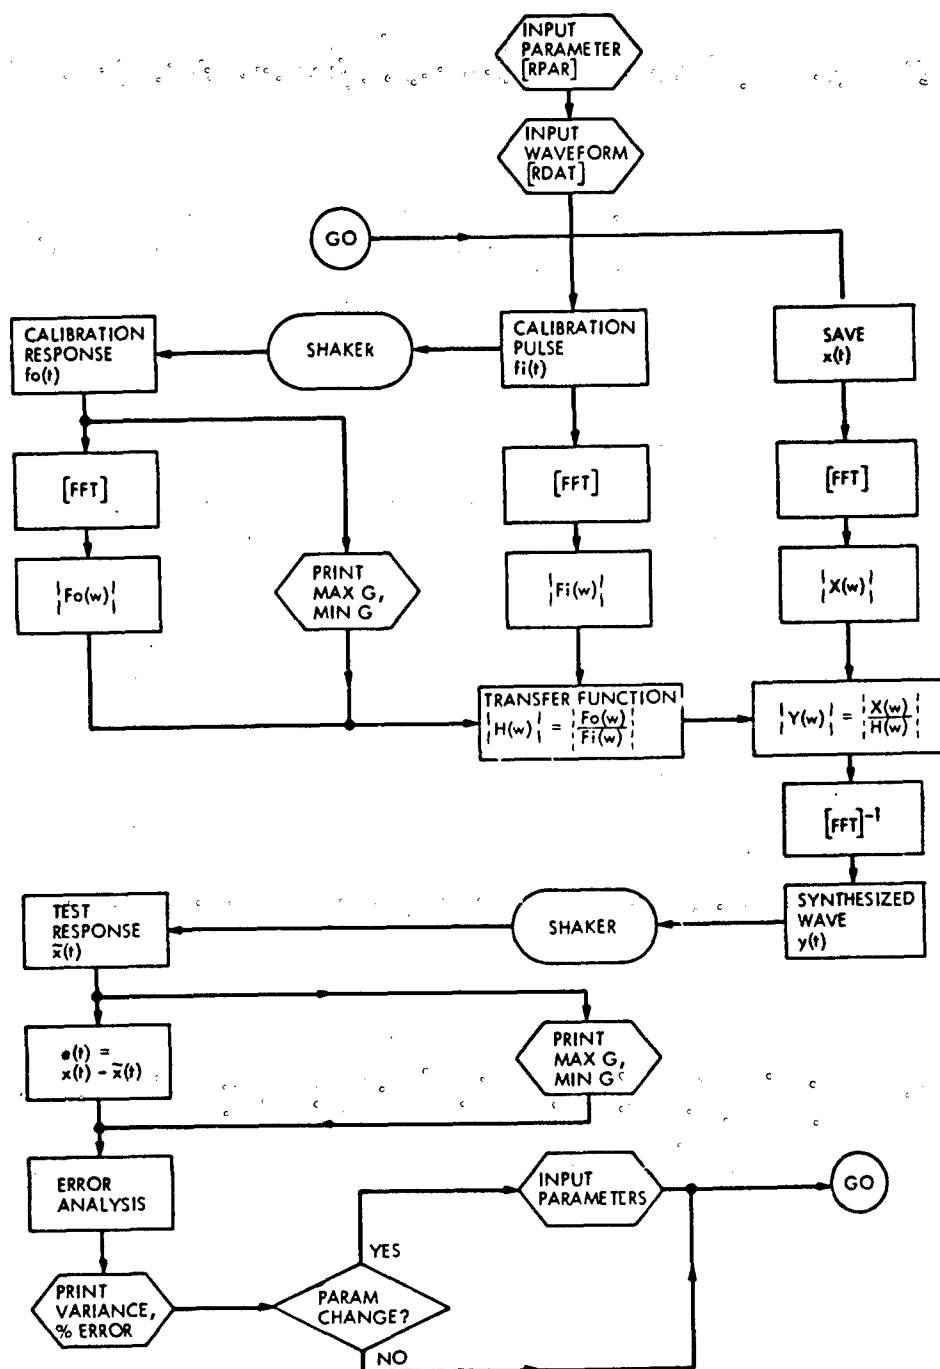 INPUT
PARAMETER
[RPAR]
INPUT
WAVEFORM
[RDAT]
GO
CALIBRATION
RESPONSE
fo(t)
SHAKER
CALIBRATION
PULSE
fi(t)
SAVE
x(t)
[FFT]
[FFT]
[FFT]
|Fo(w)|
PRINT
MAX G,
MIN G
|Fi(w)|
|X(w)|
TRANSFER FUNCTION
|H(w)| = |Fo(w)/Fi(w)|
|Y(w)| = |X(w)/H(w)|
[FFT]⁻¹
TEST
RESPONSE
x̃(t)
SHAKER
SYNTHESIZED
WAVE
y(t)
e(t) =
x(t) - x̃(t)
PRINT
MAX G,
MIN G
ERROR
ANALYSIS
INPUT
PARAMETERS
GO
YES
PRINT
VARIANCE,
% ERROR
PARAM
CHANGE?
NO